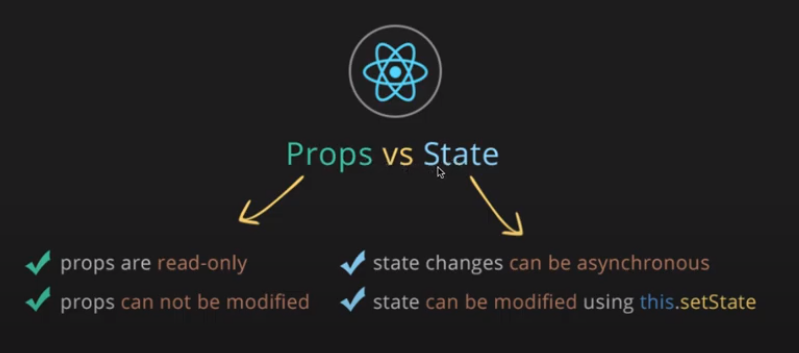 Props vs State
props are read-only
props can not be modified
state changes can be asynchronous
state can be modified using this.setState